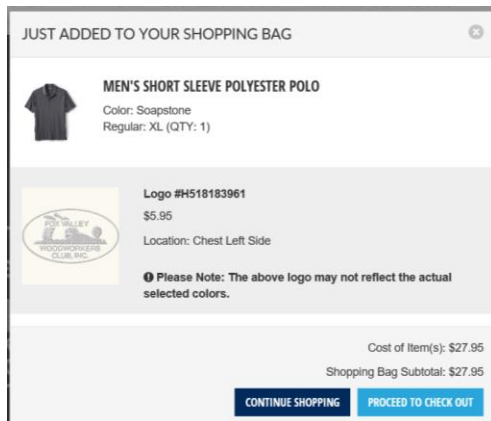 JUST ADDED TO YOUR SHOPPING BAG
MEN'S SHORT SLEEVE POLYESTER POLO
Color: Soapstone
Regular: XL (QTY: 1)
Logo #H518183961
$5.95
Location: Chest Left Side
FOX VALLEY
WOODWORKERS
CLUB, INC.
Please Note: The above logo may not reflect the actual
selected colors.
Cost of Item(s): $27.95
Shopping Bag Subtotal: $27.95
CONTINUE SHOPPING
PROCEED TO CHECK OUT